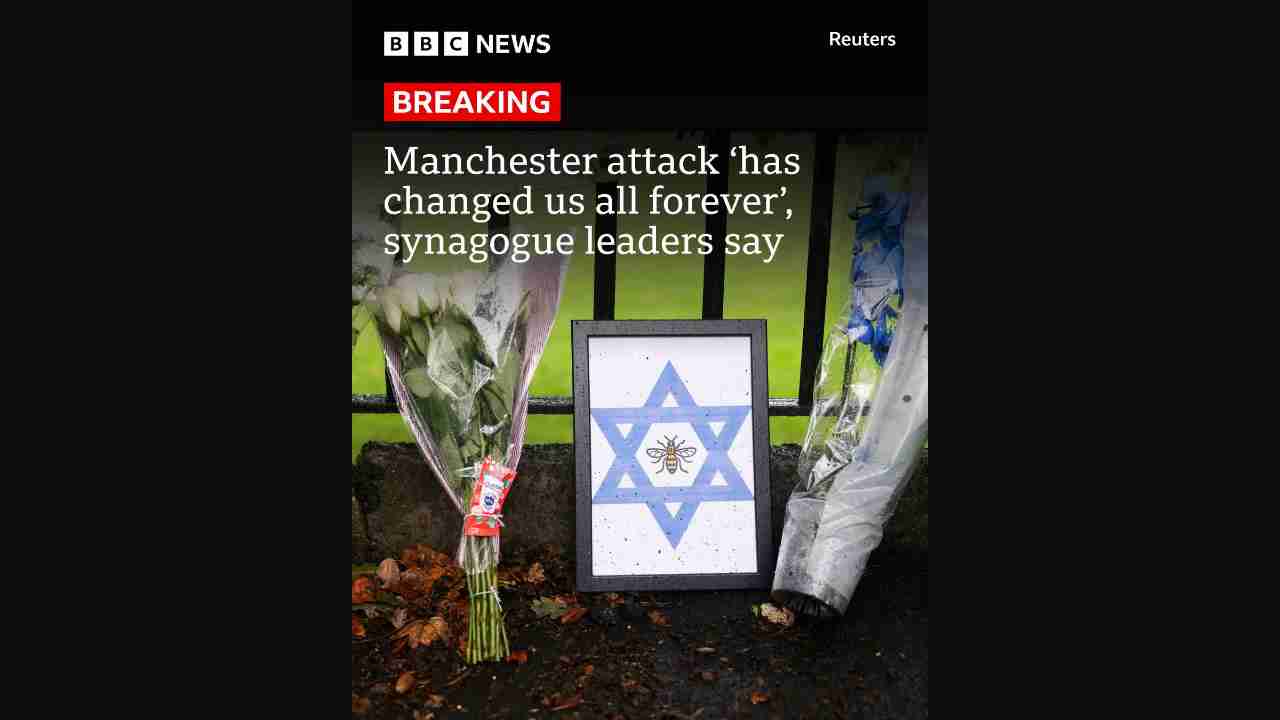 BBC NEWS
Reuters
BREAKING
Manchester attack ‘has
changed us all forever’,
synagogue leaders say